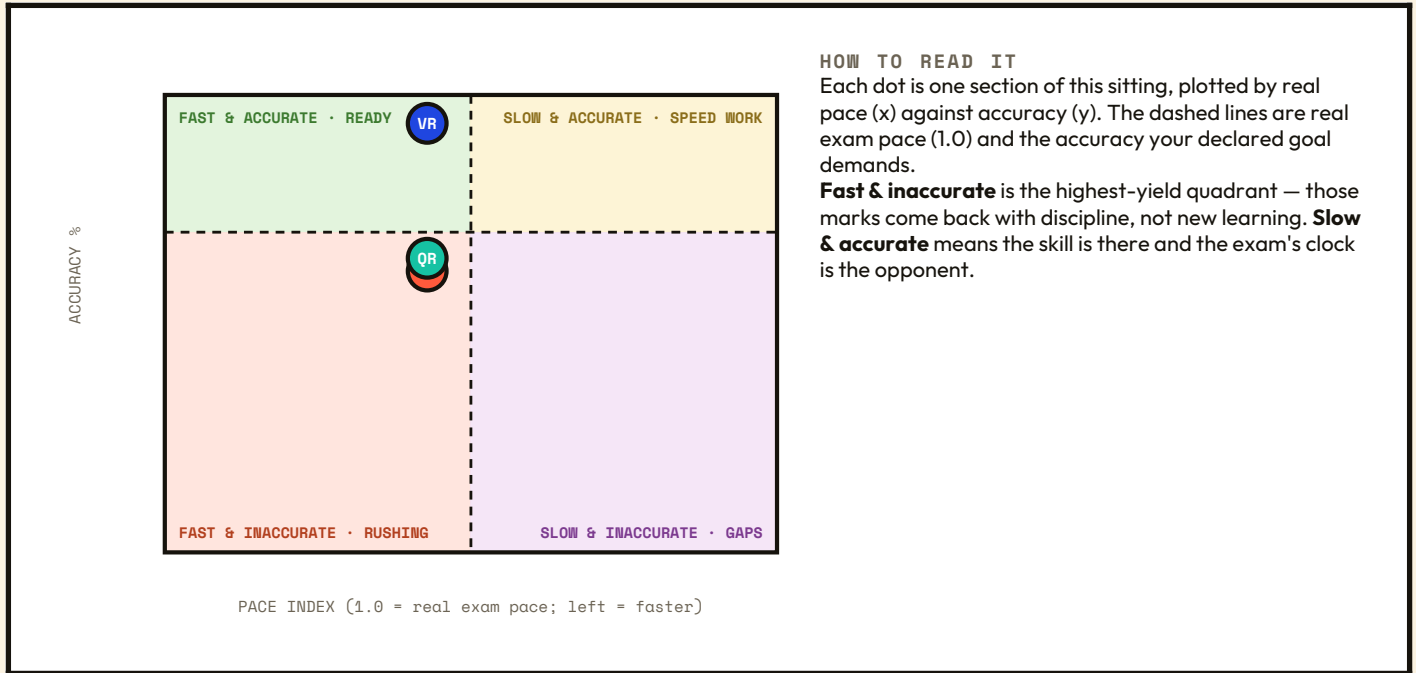 HOW TO READ IT
Each dot is one section of this sitting, plotted by real
pace (x) against accuracy (y). The dashed lines are real
exam pace (1.0) and the accuracy your declared goal
demands.
Fast & inaccurate is the highest-yield quadrant — those
marks come back with discipline, not new learning. Slow
& accurate means the skill is there and the exam's clock
is the opponent.
FAST & ACCURATE · READY
VR
SLOW & ACCURATE · SPEED WORK
ACCURACY %
QR
FAST & INACCURATE · RUSHING
SLOW & INACCURATE · GAPS
PACE INDEX (1.0 = real exam pace; left = faster)